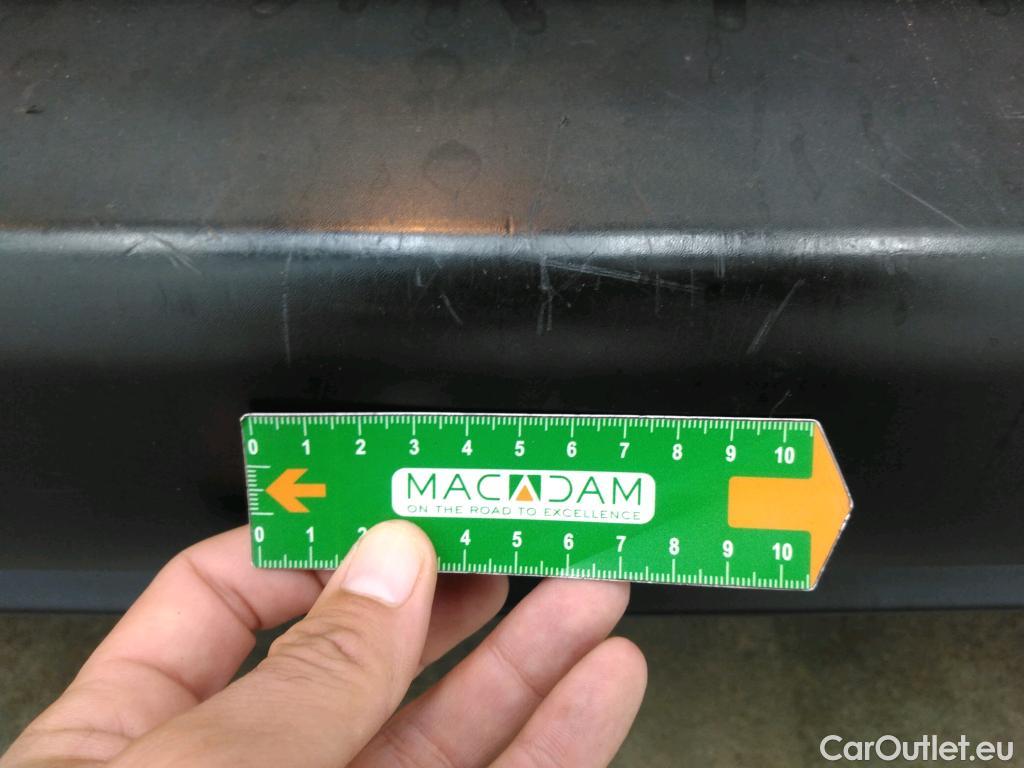 0 1 2 3 4 5 6 7 8 9 10
MACADAM
ON THE ROAD TO EXCELLENCE
0 1 2 4 5 6 7 8 9 10
CarOutlet.eu